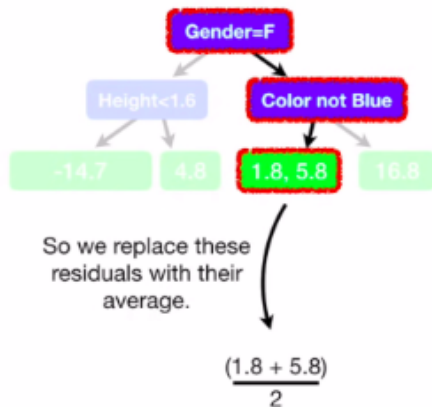 Gender=F
Height<1.6
Color not Blue
-14.7
4.8
1.8, 5.8
16.8
So we replace these
residuals with their
average.
(1.8 + 5.8)
2